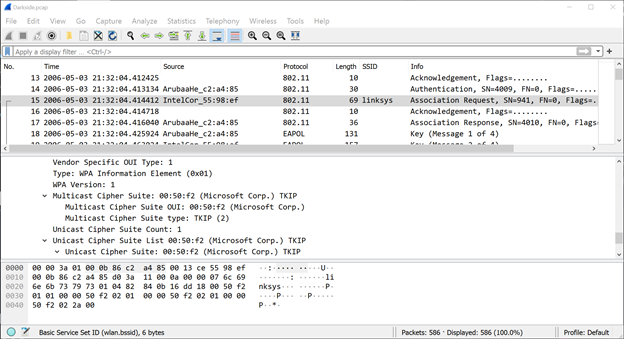 Darkside.pcap
File Edit View Go Capture Analyze Statistics Telephony Wireless Tools Help
Apply a display filter ... <Ctrl-/>
No. Time Source Protocol Length SSID Info
13 2006-05-03 21:32:04.412425 802.11 10 Acknowledgement, Flags=........
14 2006-05-03 21:32:04.413134 ArubaaHe_c2:a4:85 802.11 30 Authentication, SN=4009, FN=0, Flags=...
15 2006-05-03 21:32:04.414412 IntelCor_55:98:ef 802.11 69 linksys Association Request, SN=941, FN=0, Flags=...
16 2006-05-03 21:32:04.414718 802.11 10 Acknowledgement, Flags=........
17 2006-05-03 21:32:04.416040 ArubaaHe_c2:a4:85 802.11 36 Association Response, SN=4010, FN=0, Flags
18 2006-05-03 21:32:04.425924 ArubaaHe_c2:a4:85 EAPOL 131 Key (Message 1 of 4)
Vendor Specific OUI Type: 1
Type: WPA Information Element (0x01)
WPA Version: 1
Multicast Cipher Suite: 00:50:f2 (Microsoft Corp.) TKIP
Multicast Cipher Suite OUI: 00:50:f2 (Microsoft Corp.)
Multicast Cipher Suite type: TKIP (2)
Unicast Cipher Suite Count: 1
Unicast Cipher Suite List 00:50:f2 (Microsoft Corp.) TKIP
Unicast Cipher Suite: 00:50:f2 (Microsoft Corp.) TKIP
0000 00 00 3a 01 00 0b 86 c2 a4 85 00 13 ce 55 98 ef ··:····· ·····U··
0010 00 0b 86 c2 a4 85 d0 3a 11 00 0a 00 00 07 6c 69 ·······: ······li
0020 6e 6b 73 79 73 01 04 82 84 0b 16 dd 18 00 50 f2 nksys··· ······P·
0030 01 01 00 00 50 f2 02 01 00 00 50 f2 02 01 00 00 ····P··· ··P·····
0040 50 f2 02 2a 00 P··*·
Basic Service Set ID (wlan.bssid), 6 bytes
Packets: 586 · Displayed: 586 (100.0%)
Profile: Default